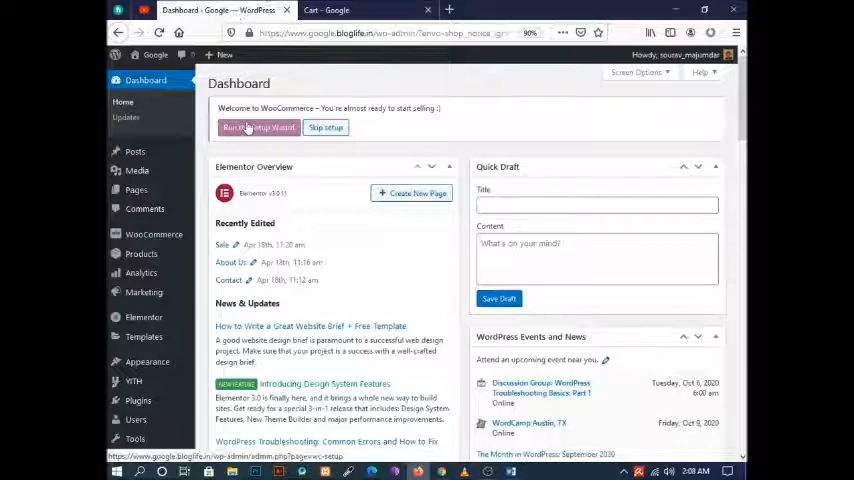 Dashboard ‹ Google — WordPress
Cart - Google
https://www.google.bloglife.in/wp-admin/?envo-shop_notice_ign
90%
Google
0
New
Howdy, sourav_majumdar
Dashboard
Home
Updates
Posts
Media
Pages
Comments
WooCommerce
Products
Analytics
Marketing
Elementor
Templates
Appearance
YITH
Plugins
Users
Tools
Screen Options
Help
Dashboard
Welcome to WooCommerce – You're almost ready to start selling :)
Run the Setup Wizard
Skip setup
Elementor Overview
Elementor v3.0.11
Create New Page
Recently Edited
Sale Apr 18th, 11:20 am
About Us Apr 18th, 11:16 am
Contact Apr 18th, 11:12 am
News & Updates
How to Write a Great Website Brief + Free Template
A good website design brief is paramount to a successful web design
project. Make sure that your project is a success with a well-crafted
design brief.
NEW FEATURE Introducing Design System Features
Elementor 3.0 is finally here, and it brings a whole new way to build
sites. Get ready for a special 3-in-1 release that includes: Design System
Features, New Theme Builder and major performance improvements.
WordPress Troubleshooting: Common Errors and How to Fix
Quick Draft
Title
Content
What's on your mind?
Save Draft
WordPress Events and News
Attend an upcoming event near you.
Discussion Group: WordPress
Troubleshooting Basics: Part 1
Online
Tuesday, Oct 6, 2020
6:00 am
WordCamp Austin, TX
Online
Friday, Oct 9, 2020
The Month in WordPress: September 2020
https://www.google.bloglife.in/wp-admin/admin.php?page=wc-setup
2:08 AM